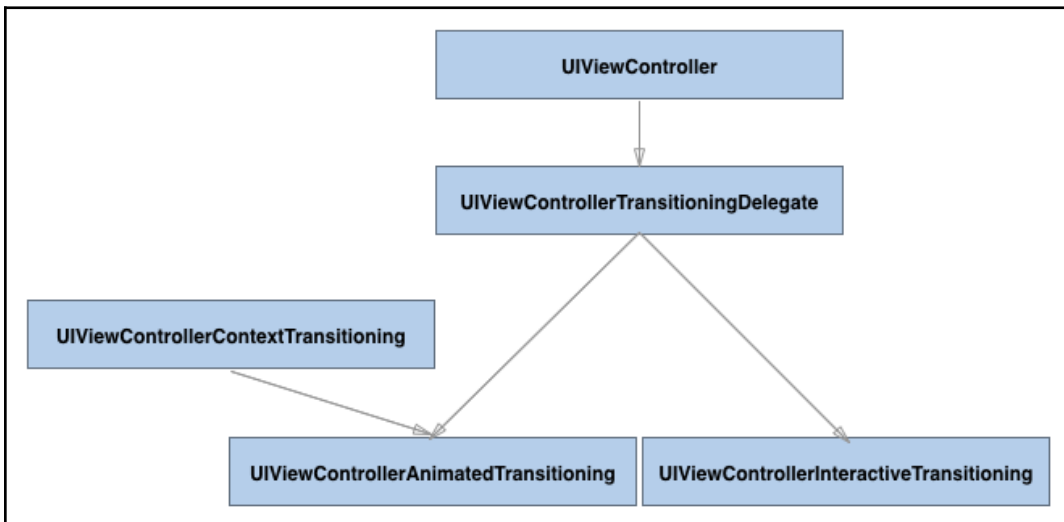 UIViewController
UIViewControllerTransitioningDelegate
UIViewControllerContextTransitioning
UIViewControllerAnimatedTransitioning
UIViewControllerInteractiveTransitioning